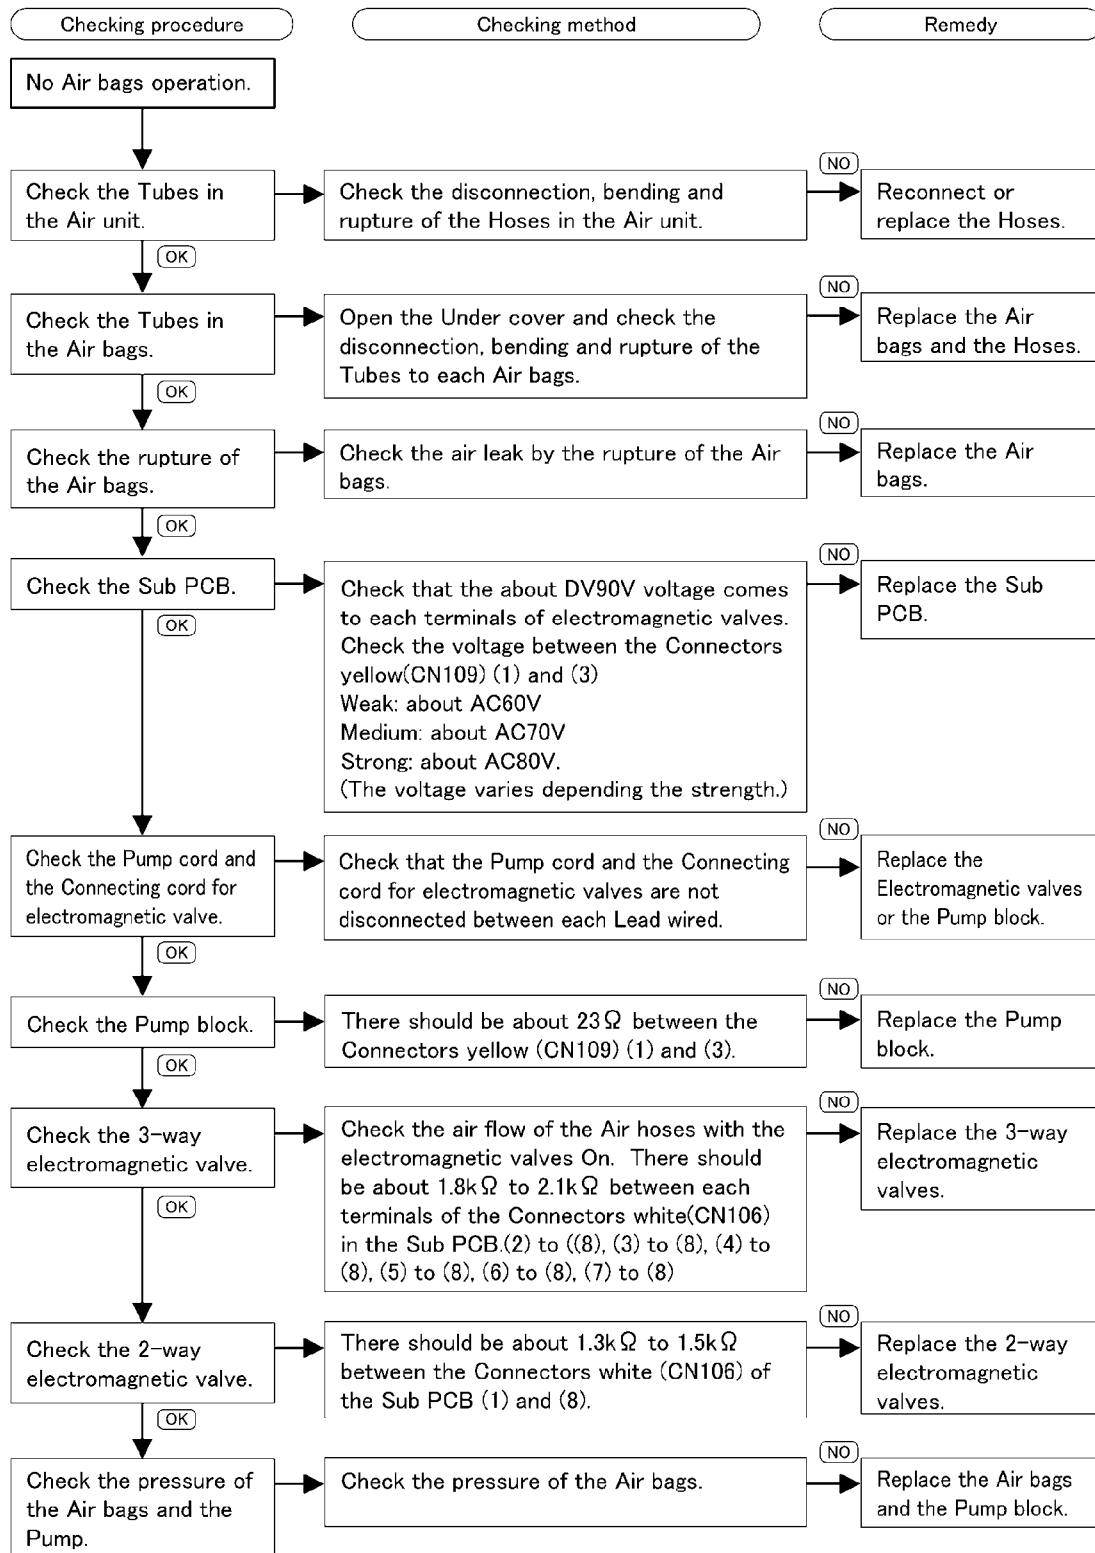 Checking procedure
Checking method
Remedy
No Air bags operation.
Check the Tubes in
the Air unit.
Check the disconnection, bending and
rupture of the Hoses in the Air unit.
NO
Reconnect or
replace the Hoses.
OK
Check the Tubes in
the Air bags.
Open the Under cover and check the
disconnection, bending and rupture of the
Tubes to each Air bags.
NO
Replace the Air
bags and the Hoses.
OK
Check the rupture of
the Air bags.
Check the air leak by the rupture of the Air
bags.
NO
Replace the Air
bags.
OK
Check the Sub PCB.
Check that the about DV90V voltage comes
to each terminals of electromagnetic valves.
Check the voltage between the Connectors
yellow(CN109) (1) and (3)
Weak: about AC60V
Medium: about AC70V
Strong: about AC80V.
(The voltage varies depending the strength.)
NO
Replace the Sub
PCB.
OK
Check the Pump cord and
the Connecting cord for
electromagnetic valve.
Check that the Pump cord and the Connecting
cord for electromagnetic valves are not
disconnected between each Lead wired.
NO
Replace the
Electromagnetic valves
or the Pump block.
OK
Check the Pump block.
There should be about 23Ω between the
Connectors yellow (CN109) (1) and (3).
NO
Replace the Pump
block.
OK
Check the 3-way
electromagnetic valve.
Check the air flow of the Air hoses with the
electromagnetic valves On. There should
be about 1.8kΩ to 2.1kΩ between each
terminals of the Connectors white(CN106)
in the Sub PCB.(2) to ((8), (3) to (8), (4) to
(8), (5) to (8), (6) to (8), (7) to (8)
NO
Replace the 3-way
electromagnetic
valves.
OK
Check the 2-way
electromagnetic valve.
There should be about 1.3kΩ to 1.5kΩ
between the Connectors white (CN106) of
the Sub PCB (1) and (8).
NO
Replace the 2-way
electromagnetic
valves.
OK
Check the pressure of
the Air bags and the
Pump.
Check the pressure of the Air bags.
NO
Replace the Air bags
and the Pump block.